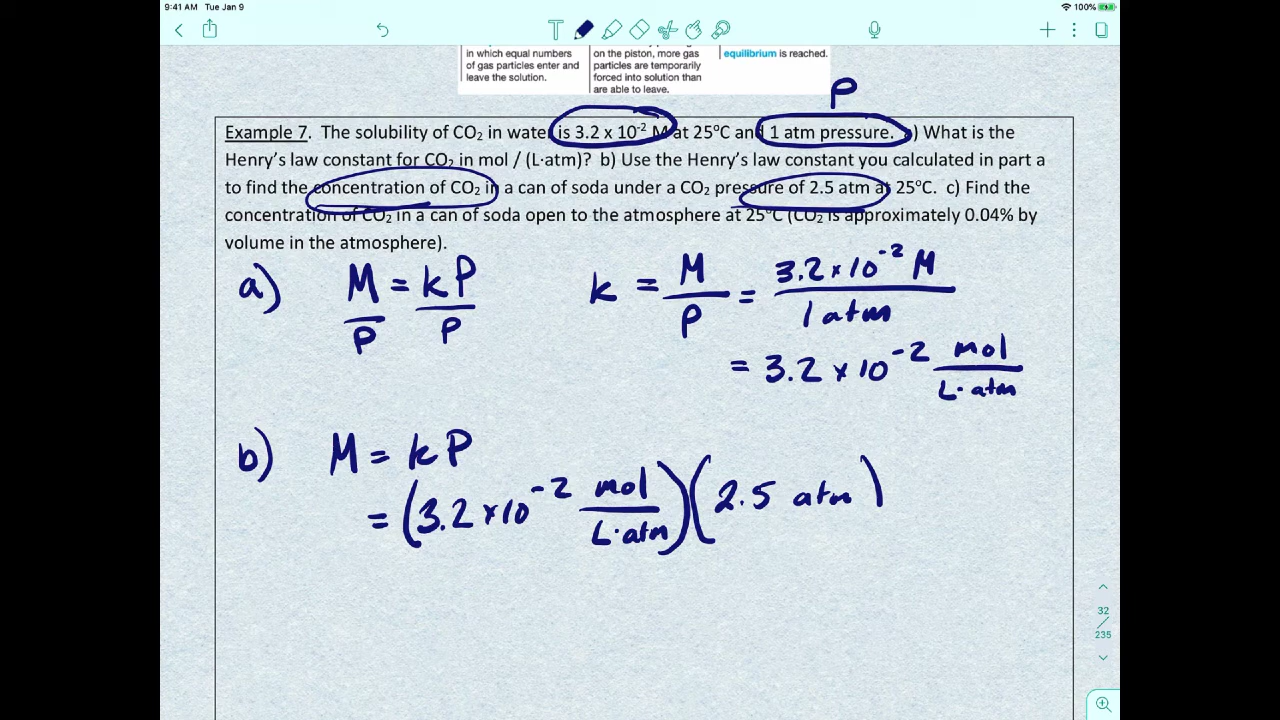 9:41 AM Tue Jan 9
100%
in which equal numbers
of gas particles enter and
leave the solution.
on the piston, more gas
particles are temporarily
forced into solution than
are able to leave.
equilibrium is reached.
P
Example 7. The solubility of CO₂ in water is 3.2 x 10⁻² M at 25°C and 1 atm pressure. a) What is the
Henry's law constant for CO₂ in mol / (L·atm)? b) Use the Henry's law constant you calculated in part a
to find the concentration of CO₂ in a can of soda under a CO₂ pressure of 2.5 atm at 25°C. c) Find the
concentration of CO₂ in a can of soda open to the atmosphere at 25°C (CO₂ is approximately 0.04% by
volume in the atmosphere).
a) M/P = kP/P k = M/P = 3.2 x 10⁻² M / 1 atm
= 3.2 x 10⁻² mol / L·atm
b) M = kP
= (3.2 x 10⁻² mol / L·atm)(2.5 atm)
32
/
235